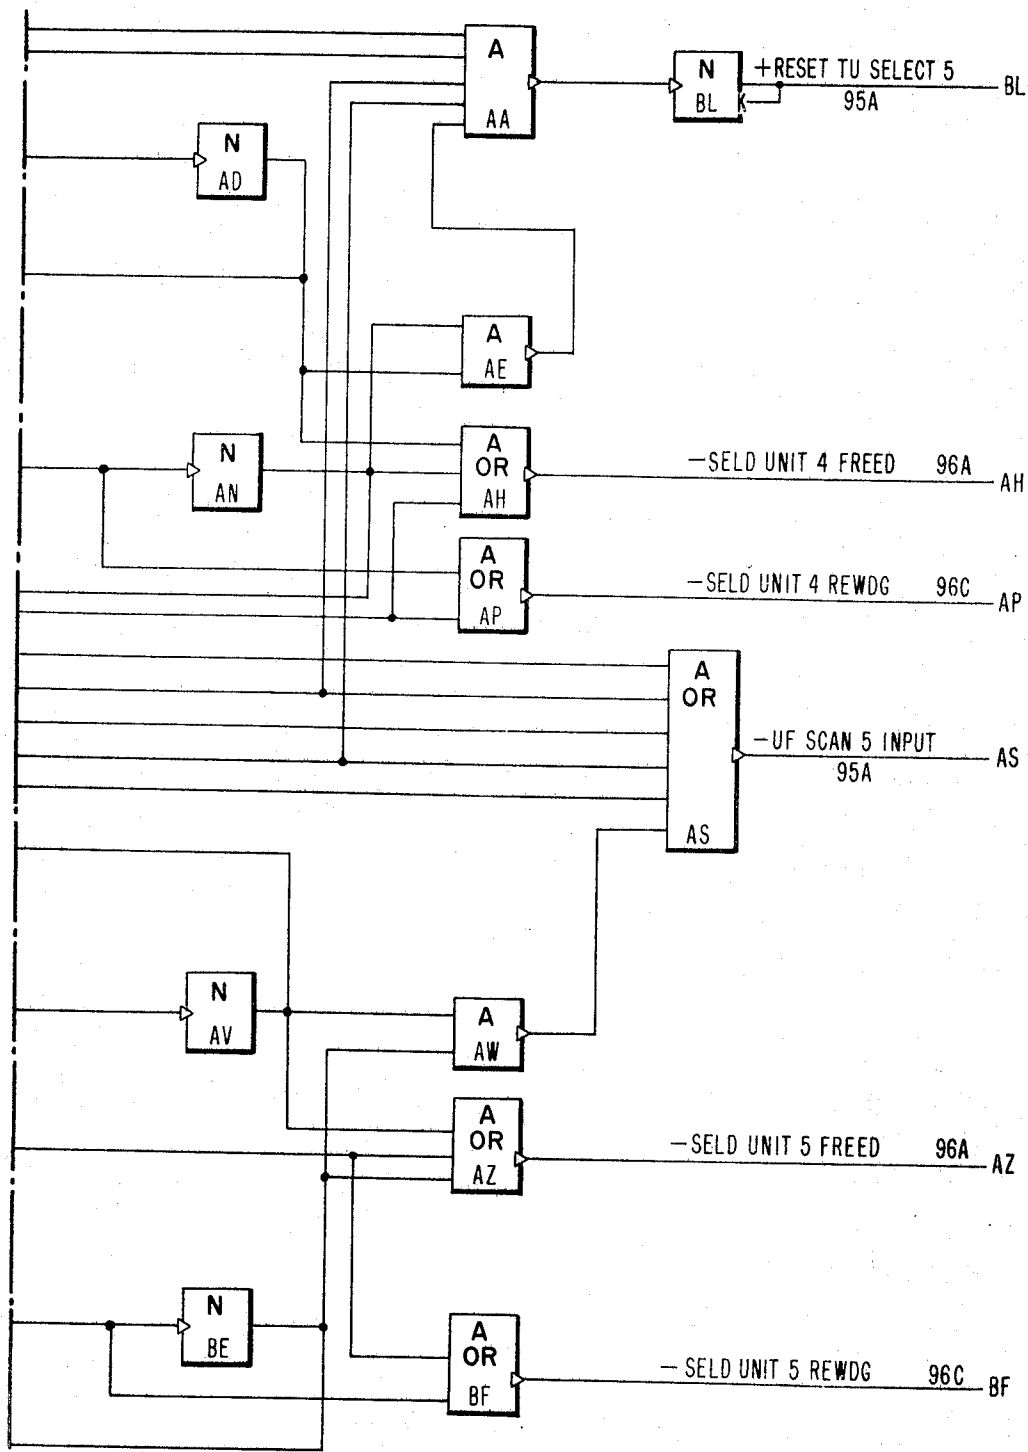 A
AA
N
BL
+RESET TU SELECT 5
95A
BL
N
AD
A
AE
N
AN
A
OR
AH
—SELD UNIT 4 FREED 96A
AH
A
OR
AP
—SELD UNIT 4 REWDG 96C
AP
A
OR
AS
—UF SCAN 5 INPUT
95A
AS
N
AV
A
AW
A
OR
AZ
—SELD UNIT 5 FREED 96A
AZ
N
BE
A
OR
BF
— SELD UNIT 5 REWDG 96C
BF